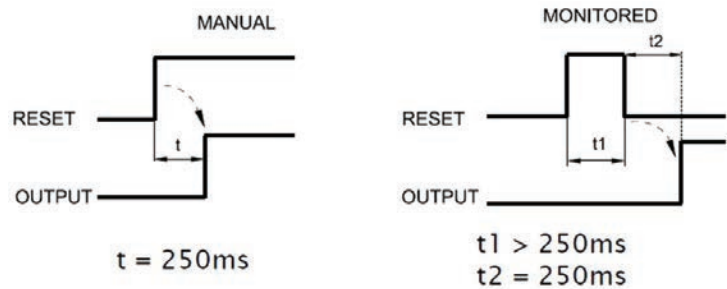 MANUAL
RESET
t
OUTPUT
t = 250ms
MONITORED
t2
RESET
t1
OUTPUT
t1 > 250ms
t2 = 250ms